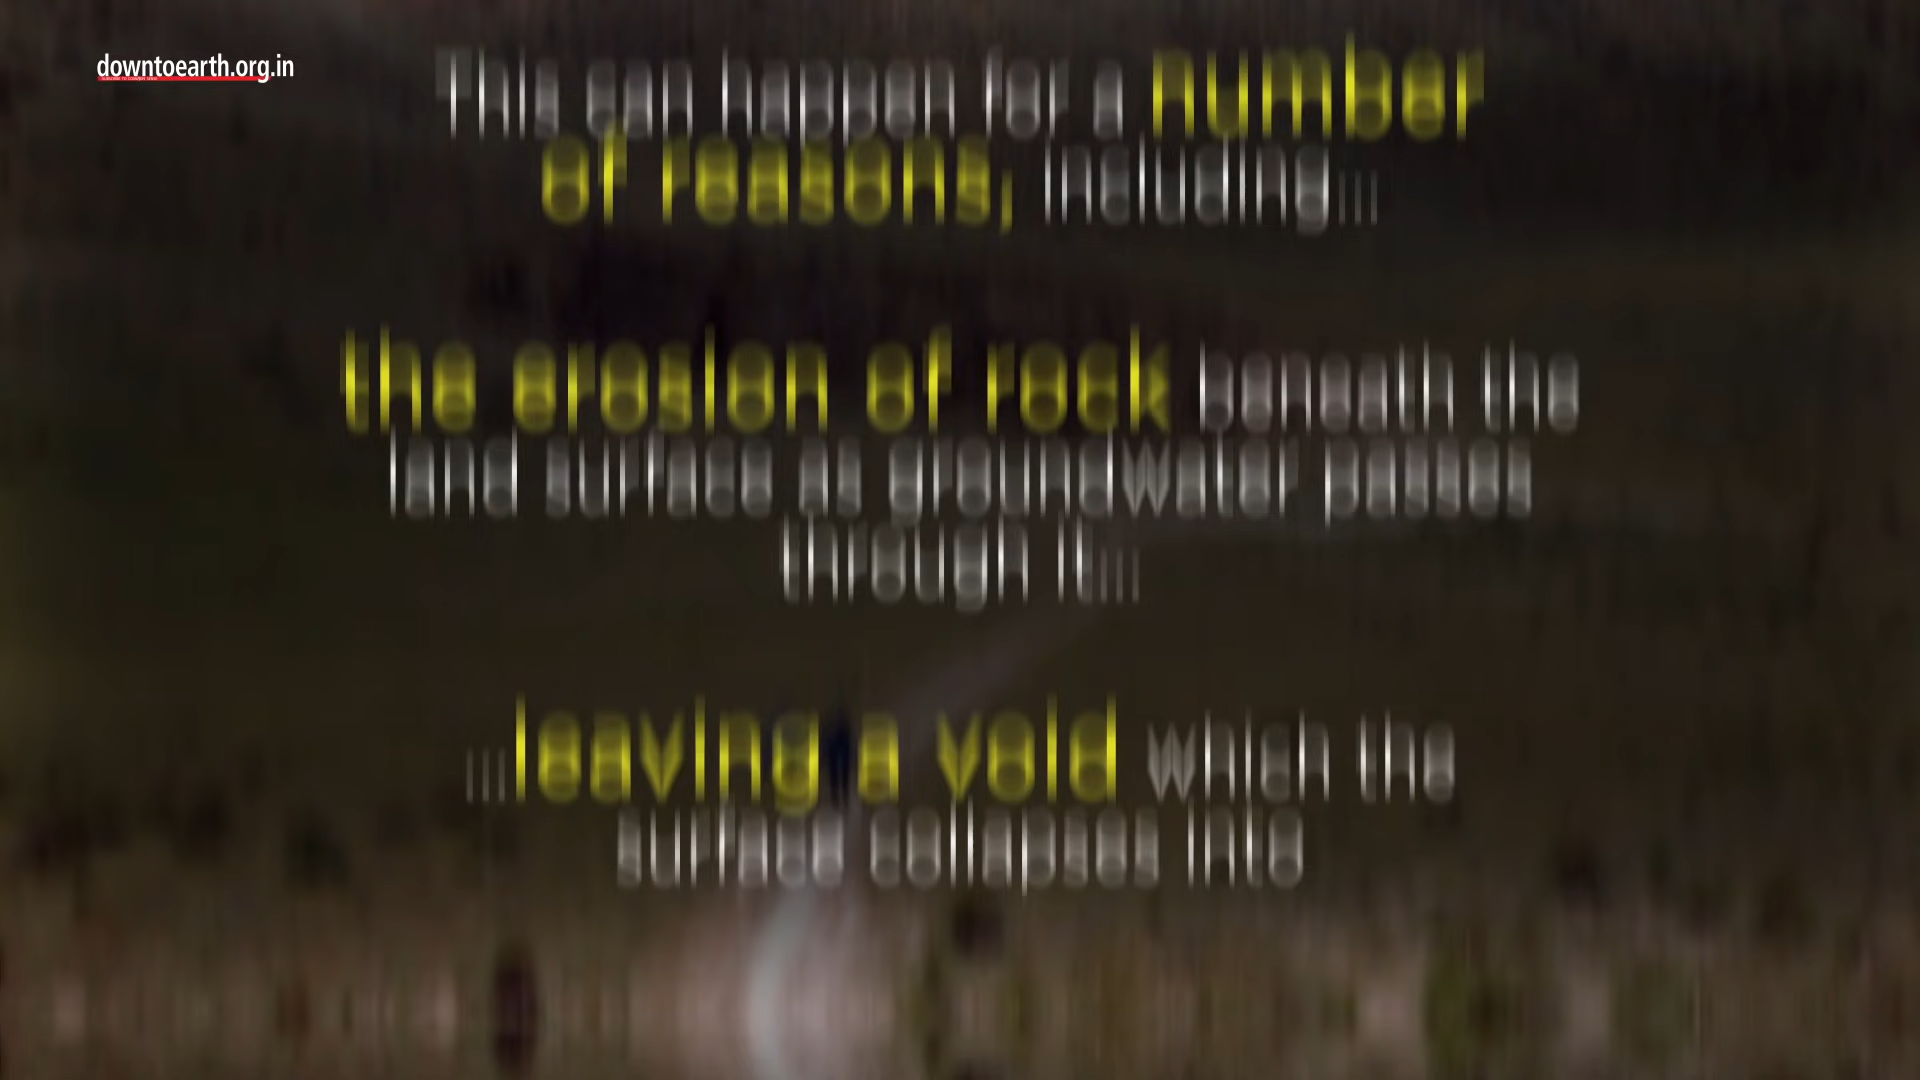 downtoearth.org.in
This can happen for a number
of reasons, including...
the erosion of rock beneath the
land surface as groundwater passes
through it...
...leaving a void which the
surface collapses into